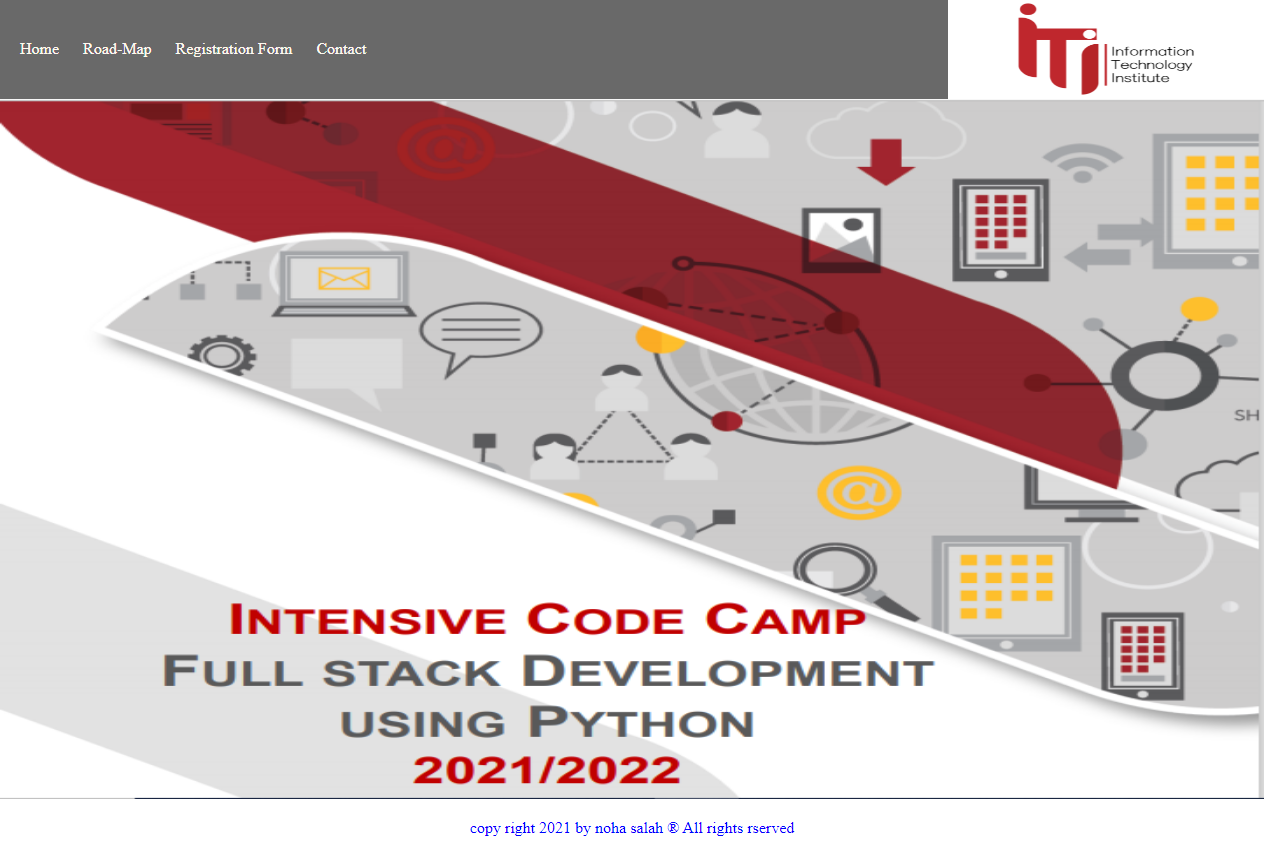 Home Road-Map Registration Form Contact
iTi Information
Technology
Institute
@
SH
@
INTENSIVE CODE CAMP
FULL STACK DEVELOPMENT
USING PYTHON
2021/2022
copy right 2021 by noha salah ® All rights rserved